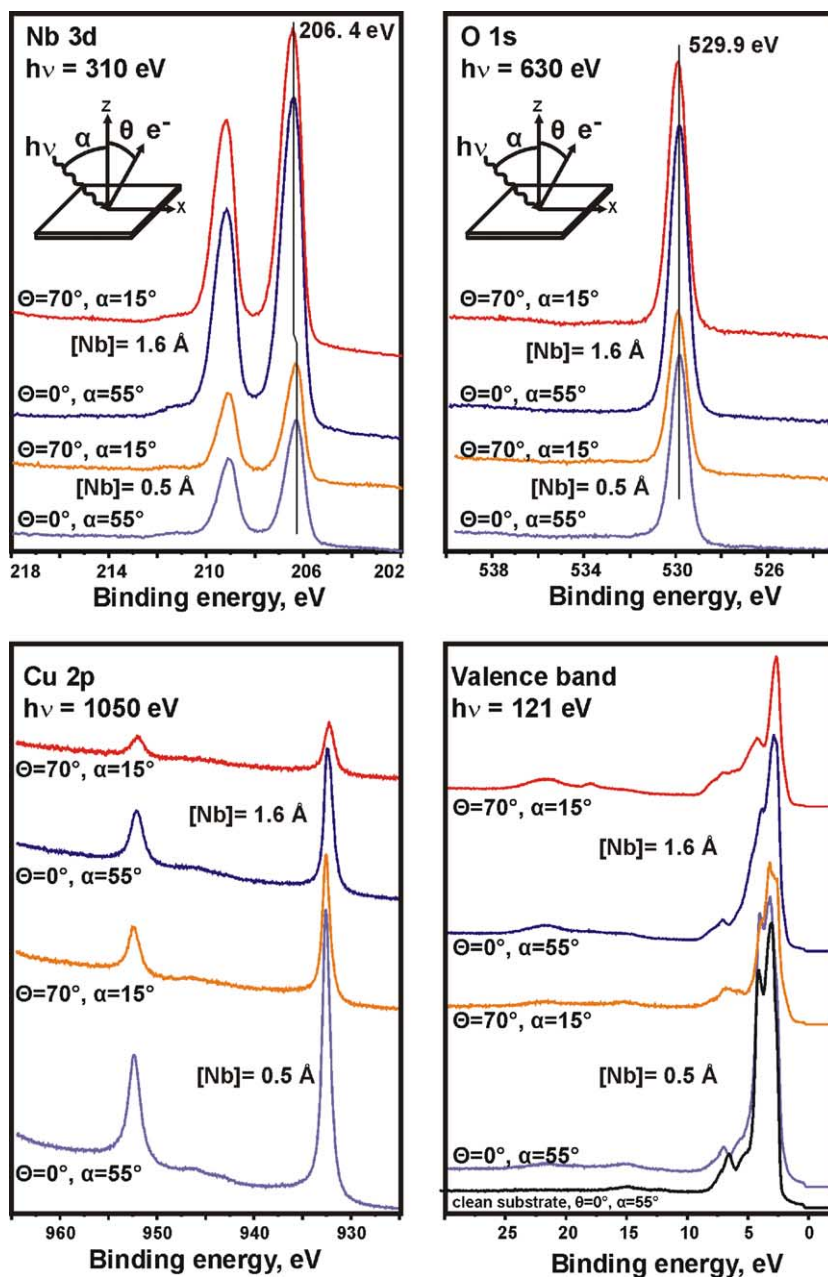 Nb 3d
hν = 310 eV
206. 4 eV
z
α
θ
e-
hν
x
Θ=70°, α=15°
[Nb]= 1.6 Å
Θ=0°, α=55°
Θ=70°, α=15°
[Nb]= 0.5 Å
Θ=0°, α=55°
218 214 210 206 202
Binding energy, eV
O 1s
hν = 630 eV
529.9 eV
z
α
θ
e-
hν
x
Θ=70°, α=15°
[Nb]= 1.6 Å
Θ=0°, α=55°
Θ=70°, α=15°
[Nb]= 0.5 Å
Θ=0°, α=55°
538 534 530 526
Binding energy, eV
Cu 2p
hν = 1050 eV
Θ=70°, α=15°
[Nb]= 1.6 Å
Θ=0°, α=55°
Θ=70°, α=15°
[Nb]= 0.5 Å
Θ=0°, α=55°
960 950 940 930
Binding energy, eV
Valence band
hν = 121 eV
Θ=70°, α=15°
[Nb]= 1.6 Å
Θ=0°, α=55°
Θ=70°, α=15°
[Nb]= 0.5 Å
Θ=0°, α=55°
clean substrate, θ=0°, α=55°
25 20 15 10 5 0
Binding energy, eV